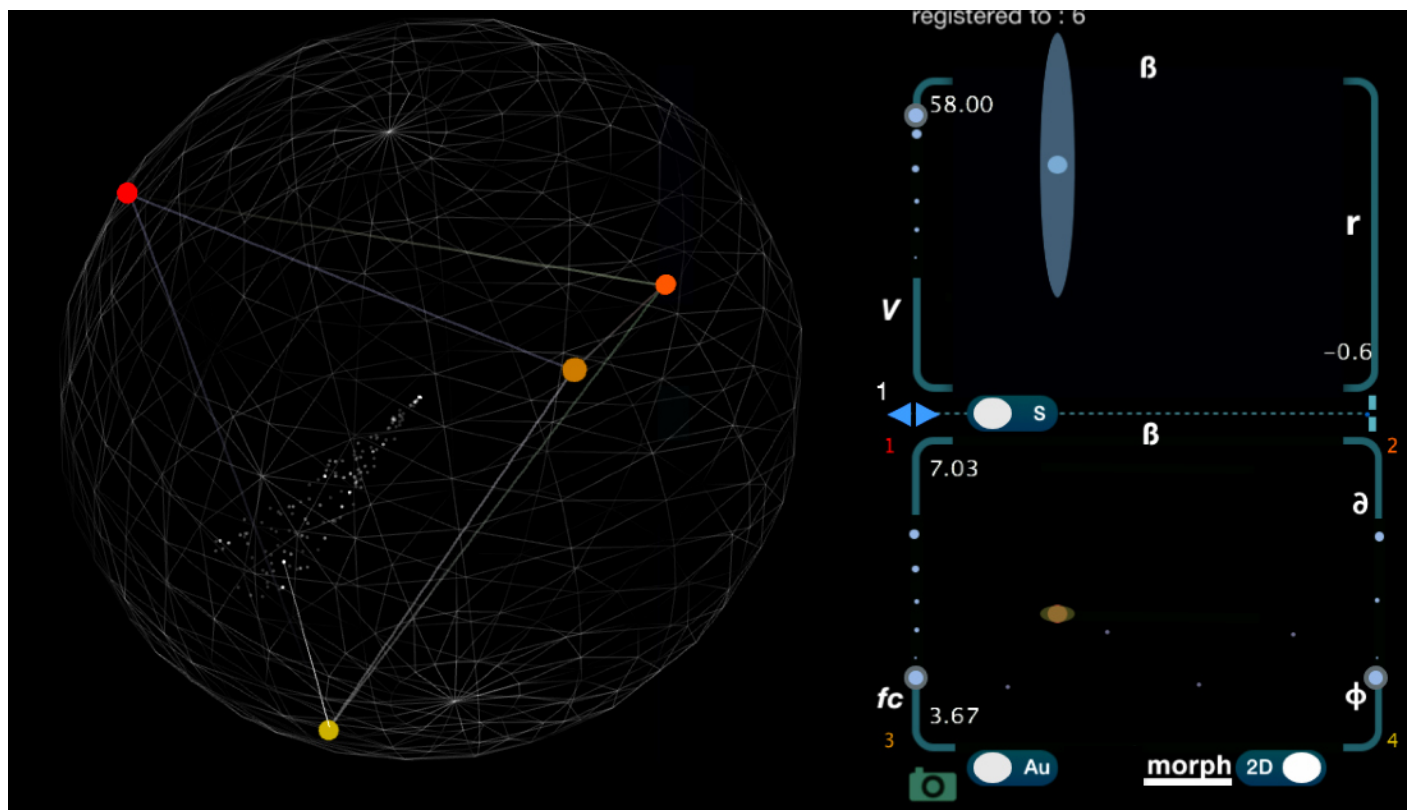 registered to : 6
ß
58.00
r
V
-0.6
1
S
ß
1
2
7.03
∂
fc
ϕ
3.67
3
4
Au
morph
2D